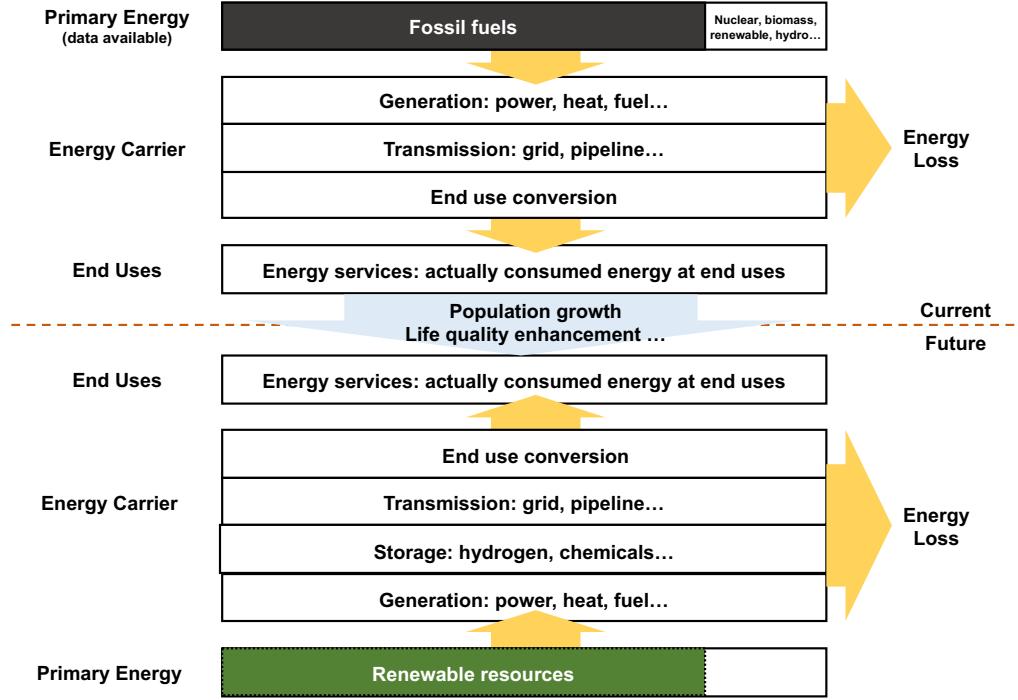 Primary Energy
(data available)
Fossil fuels
Nuclear, biomass,
renewable, hydro…
Generation: power, heat, fuel…
Energy Carrier
Transmission: grid, pipeline…
Energy
Loss
End use conversion
End Uses
Energy services: actually consumed energy at end uses
Population growth
Life quality enhancement …
Current
Future
End Uses
Energy services: actually consumed energy at end uses
End use conversion
Energy Carrier
Transmission: grid, pipeline…
Energy
Loss
Storage: hydrogen, chemicals…
Generation: power, heat, fuel…
Primary Energy
Renewable resources